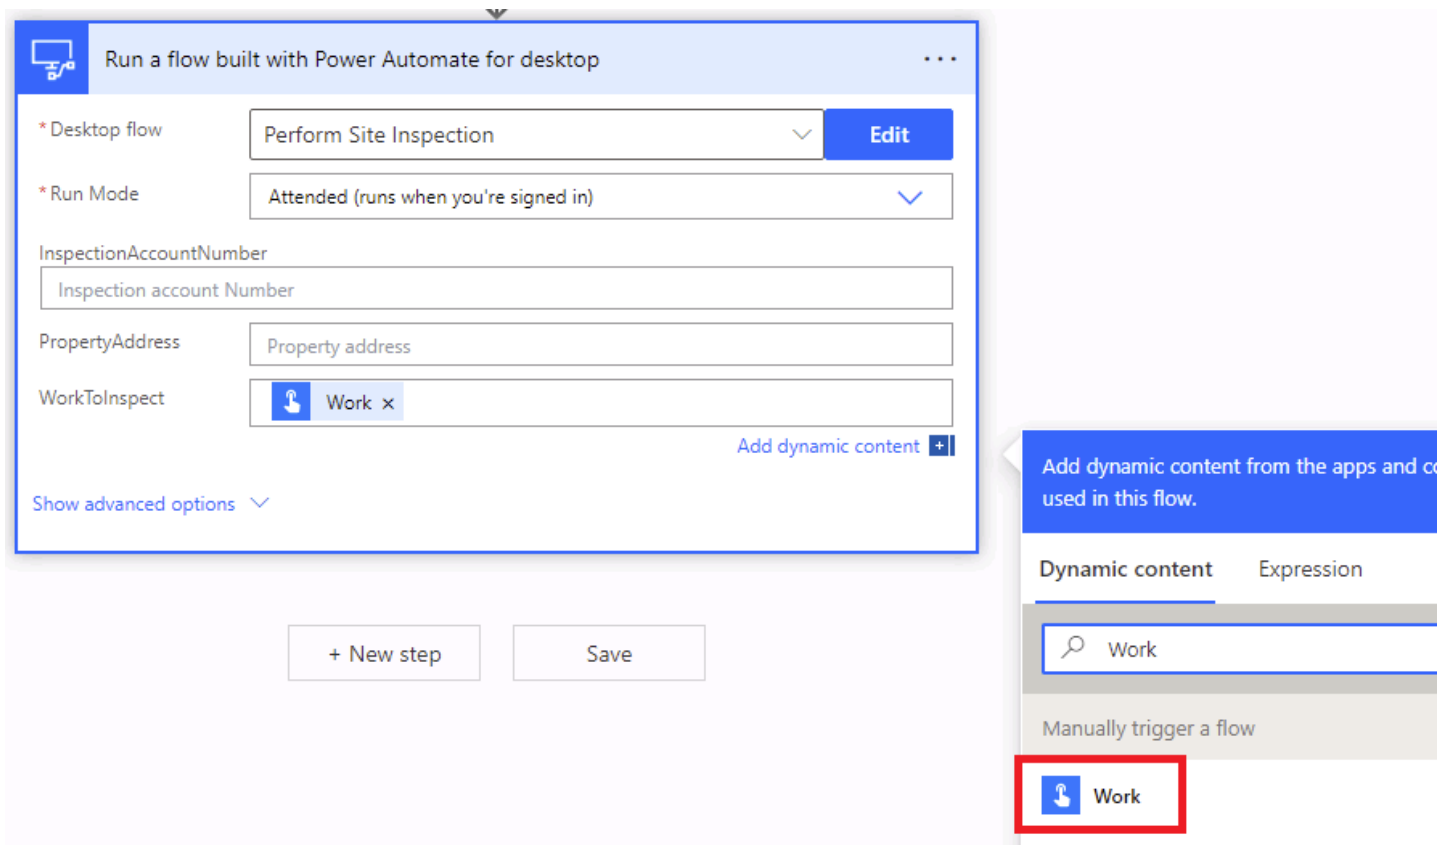 Run a flow built with Power Automate for desktop
* Desktop flow
Perform Site Inspection
Edit
* Run Mode
Attended (runs when you're signed in)
InspectionAccountNumber
Inspection account Number
PropertyAddress
Property address
WorkToInspect
Work ×
Add dynamic content
Show advanced options
+ New step
Save
Add dynamic content from the apps and
used in this flow.
Dynamic content
Expression
Work
Manually trigger a flow
Work